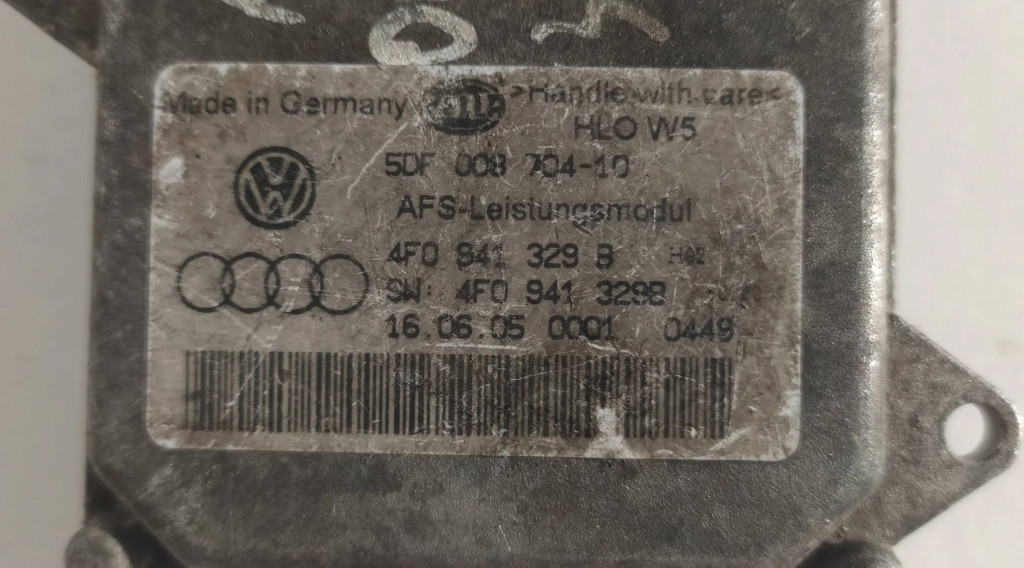 Made in Germany HELLA >Handle with care<
HLO W5
5DF 008 704-10
AFS-Leistungsmodul
4F0 941 329 B H02
SW: 4F0 941 329B
16.06.05 0001 0449